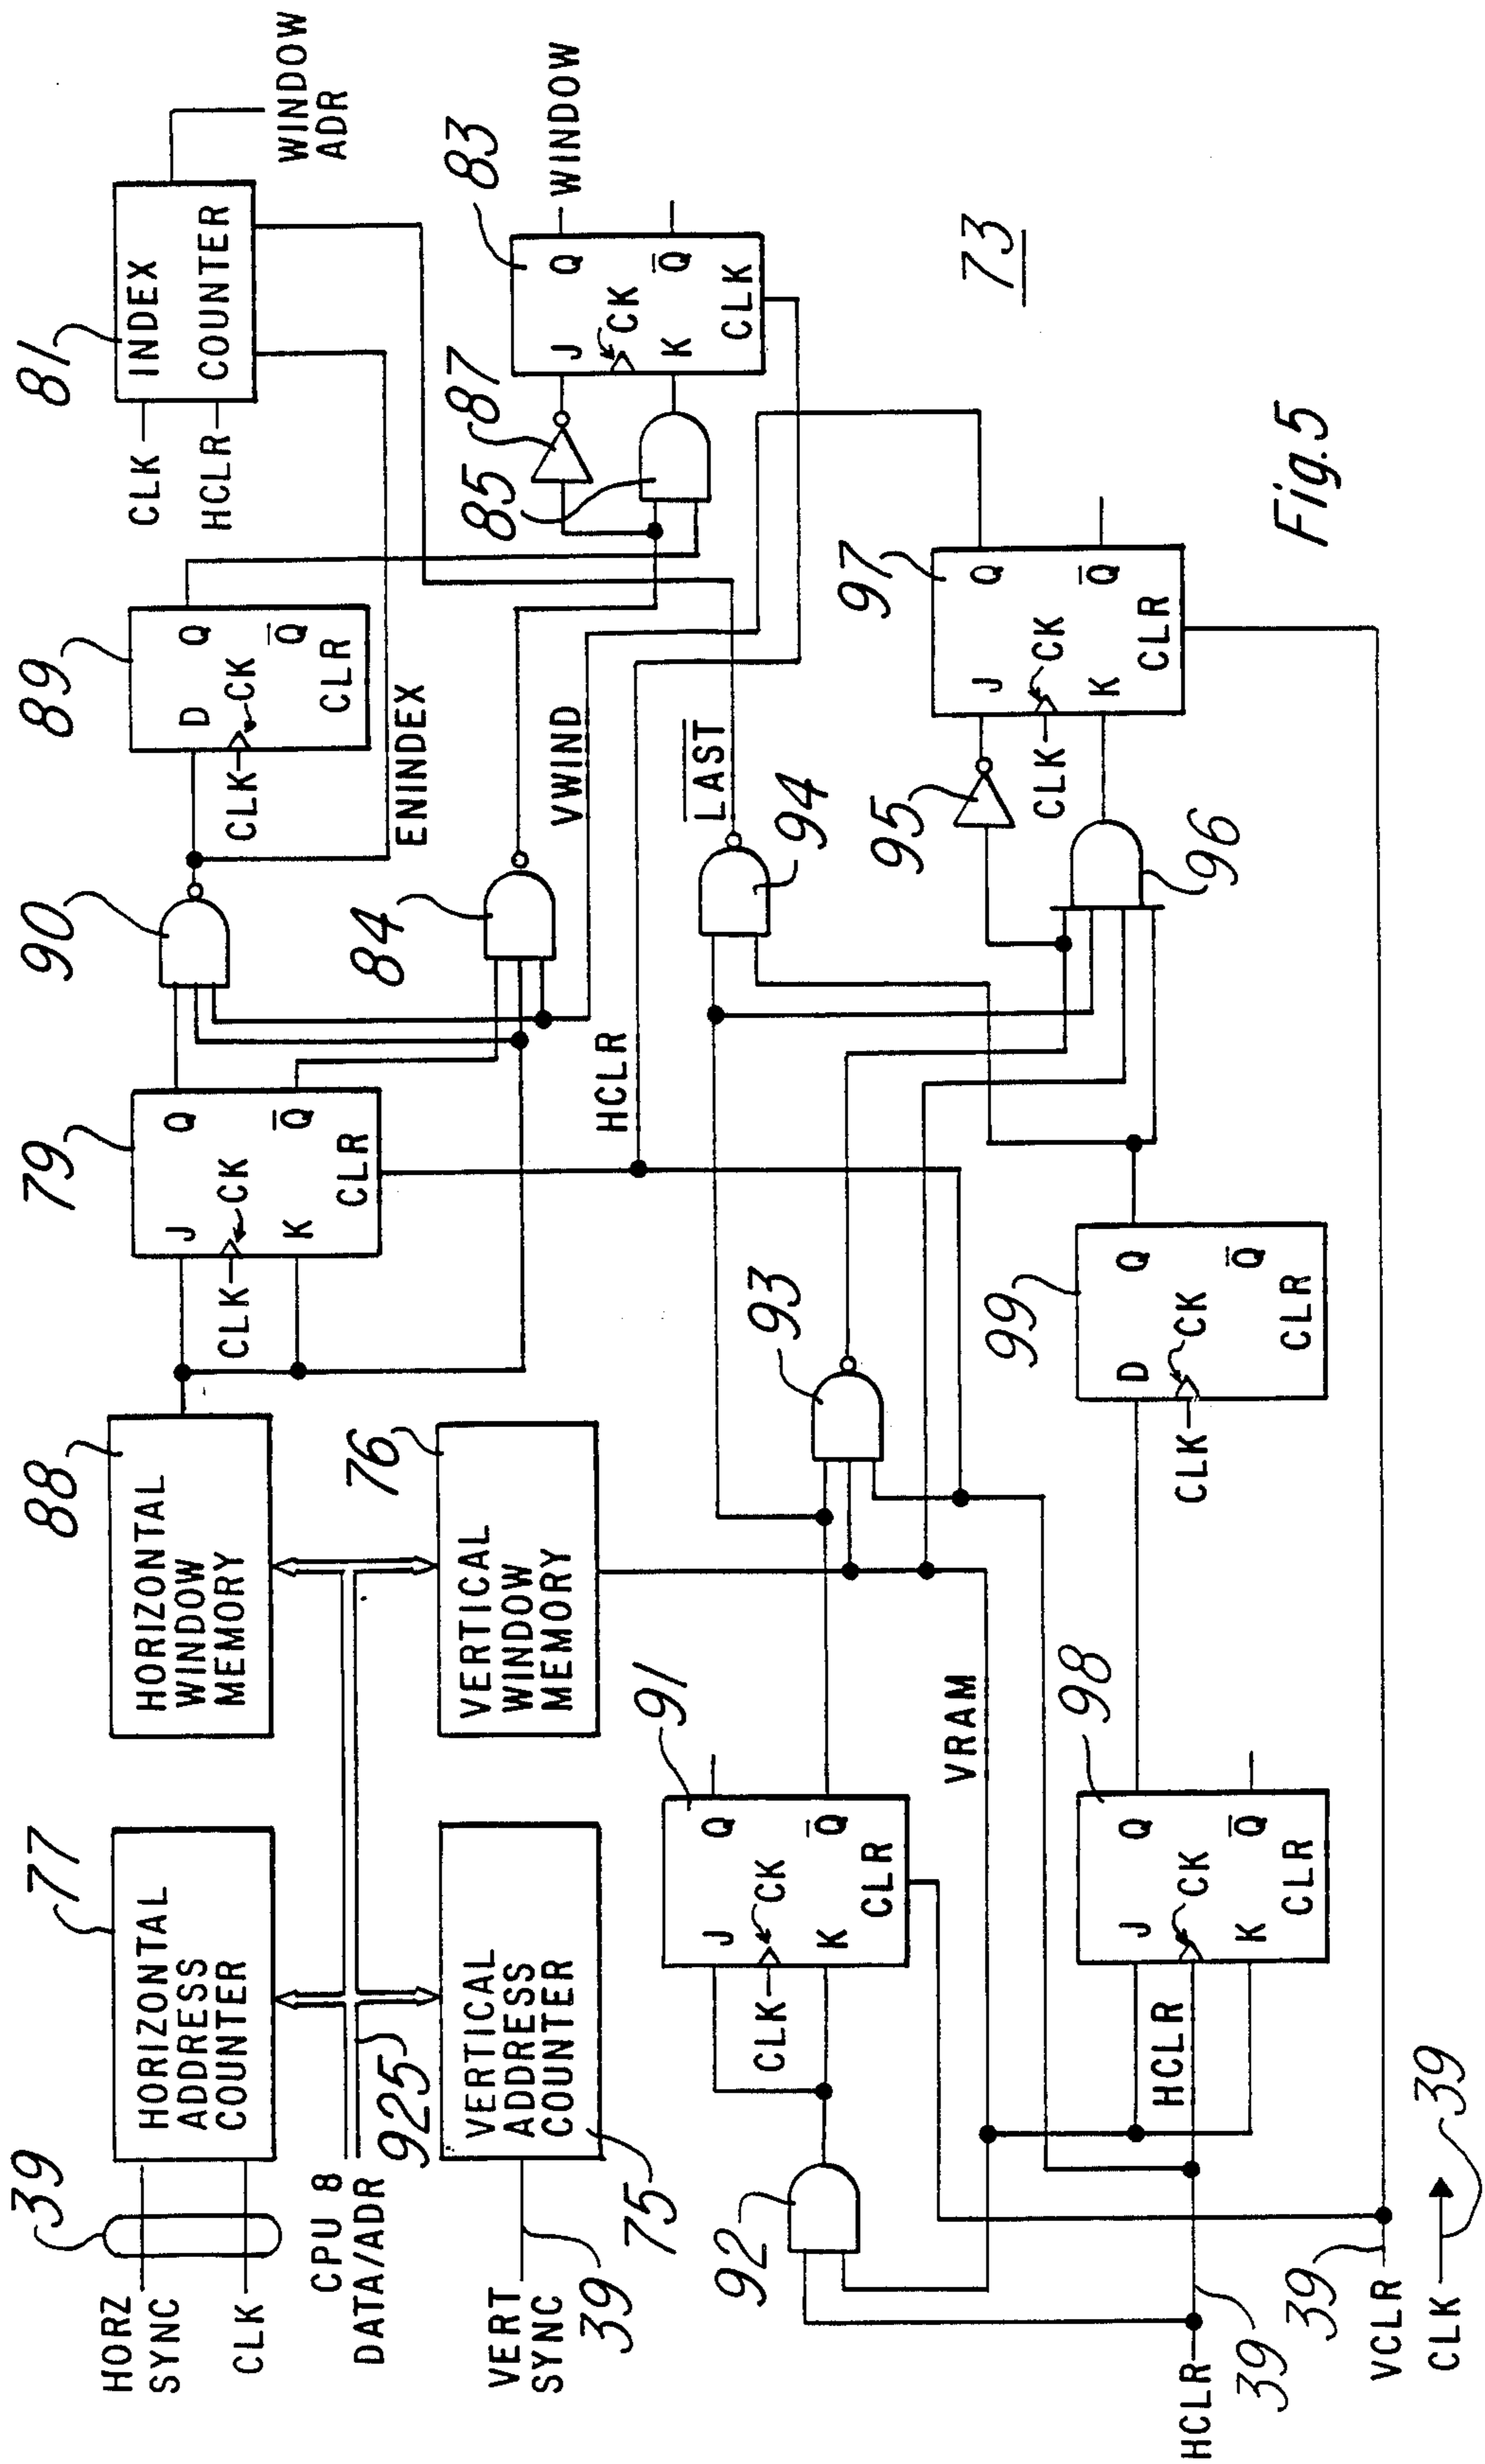 39
HORZ
SYNC
CLK
77
HORIZONTAL
ADDRESS
COUNTER
88
HORIZONTAL
WINDOW
MEMORY
79
J
Q
CLK
CK
K
Q̅
CLR
90
89
D
Q
CLK
CK
Q̅
CLR
ENINDEX
81
CLK
HCLR
INDEX
COUNTER
WINDOW
ADR
CPU 8
DATA/ADR
925
VERT
SYNC
39
75
VERTICAL
ADDRESS
COUNTER
76
VERTICAL
WINDOW
MEMORY
84
VWIND
85
87
83
J
Q
CK
K
Q̅
CLK
WINDOW
HCLR
L̅A̅S̅T̅
94
73
92
91
J
Q
CLK
CK
K
Q̅
CLR
VRAM
93
95
96
97
J
Q
CLK
CK
K
Q̅
CLR
HCLR
39
HCLR
98
J
Q
CK
K
Q̅
CLR
99
D
Q
CLK
CK
Q̅
CLR
VCLR
39
CLK
39
Fig.5